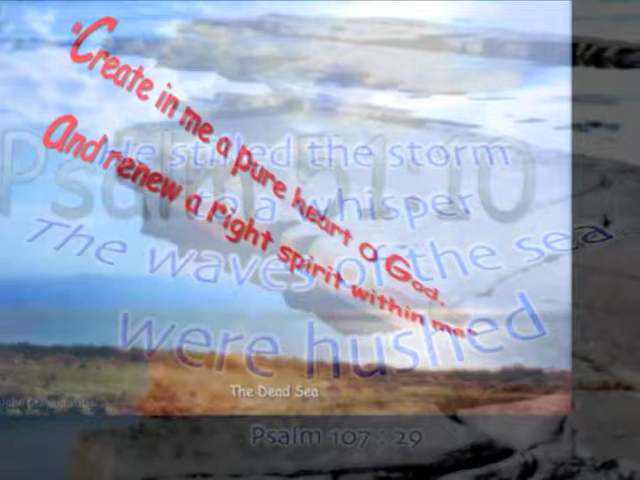 "Create in me a pure heart O God.
And renew a right spirit within me"
Psalm 51:10
He stilled the storm
to a whisper
The waves of the sea
were hushed
The Dead Sea
Psalm 107 : 29